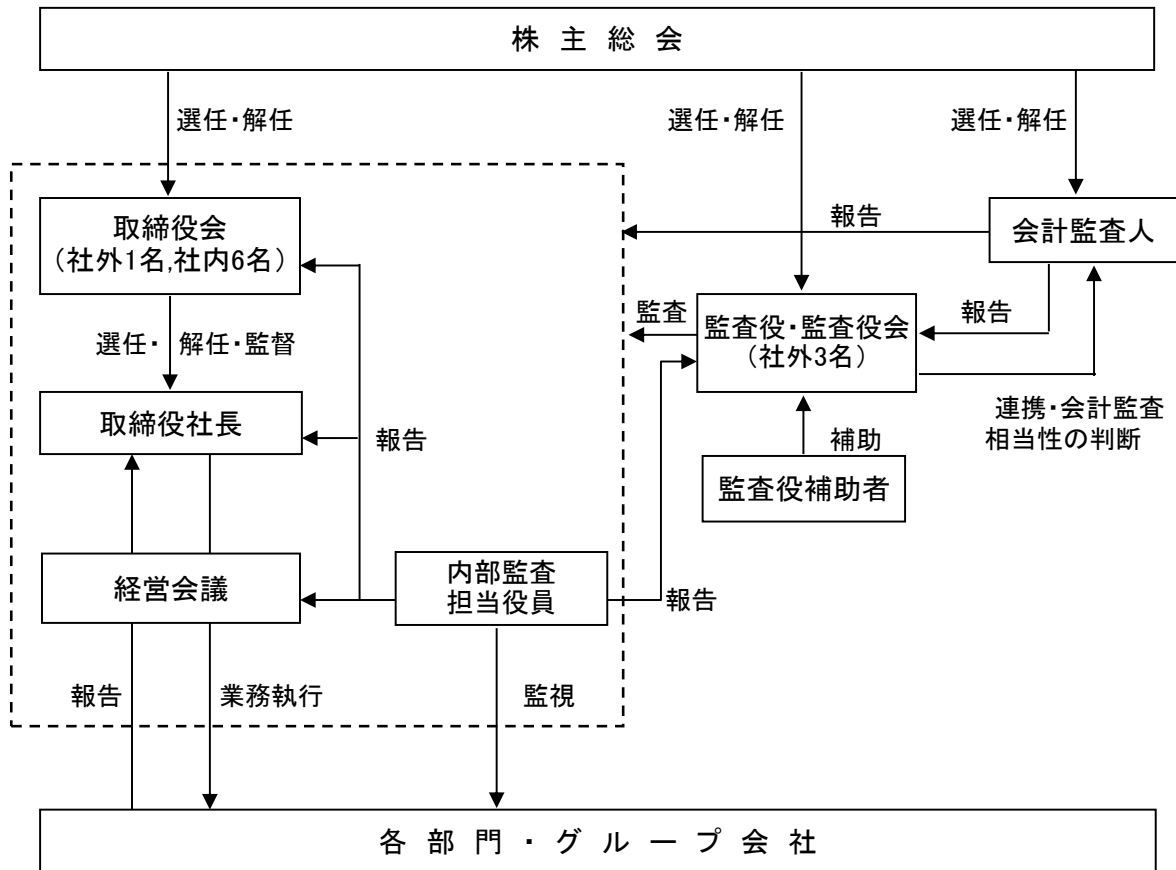 株 主 総 会
選任・解任
選任・解任
選任・解任
取締役会
(社外1名,社内6名)
報告
会計監査人
監査
監査役・監査役会
(社外3名)
報告
選任・ 解任・監督
取締役社長
報告
連携・会計監査
相当性の判断
補助
監査役補助者
経営会議
内部監査
担当役員
報告
報告
業務執行
監視
各 部 門 ・ グ ル ー プ 会 社